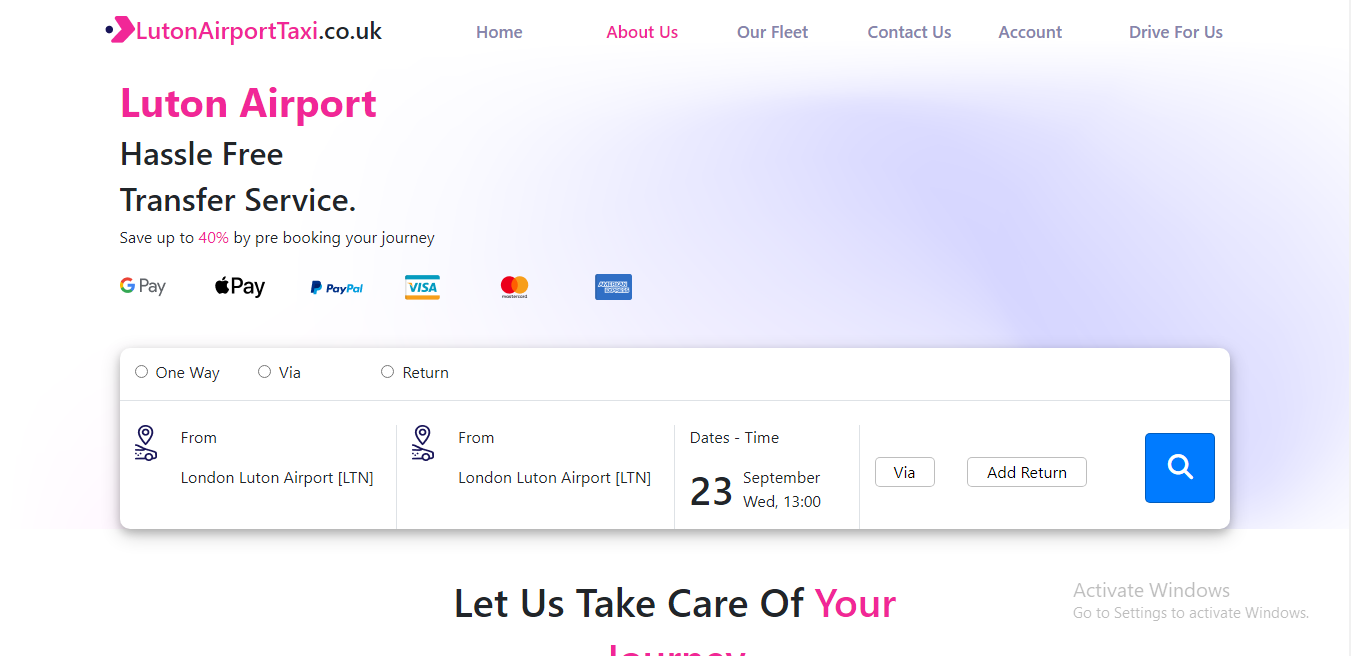 LutonAirportTaxi.co.uk
Home About Us Our Fleet Contact Us Account Drive For Us
Luton Airport
Hassle Free
Transfer Service.
Save up to 40% by pre booking your journey
G Pay Pay PayPal VISA mastercard AMERICAN EXPRESS
One Way Via Return
From From Dates - Time
London Luton Airport [LTN] London Luton Airport [LTN] 23 September
Wed, 13:00
Via Add Return
Let Us Take Care Of Your
Journey
Activate Windows
Go to Settings to activate Windows.